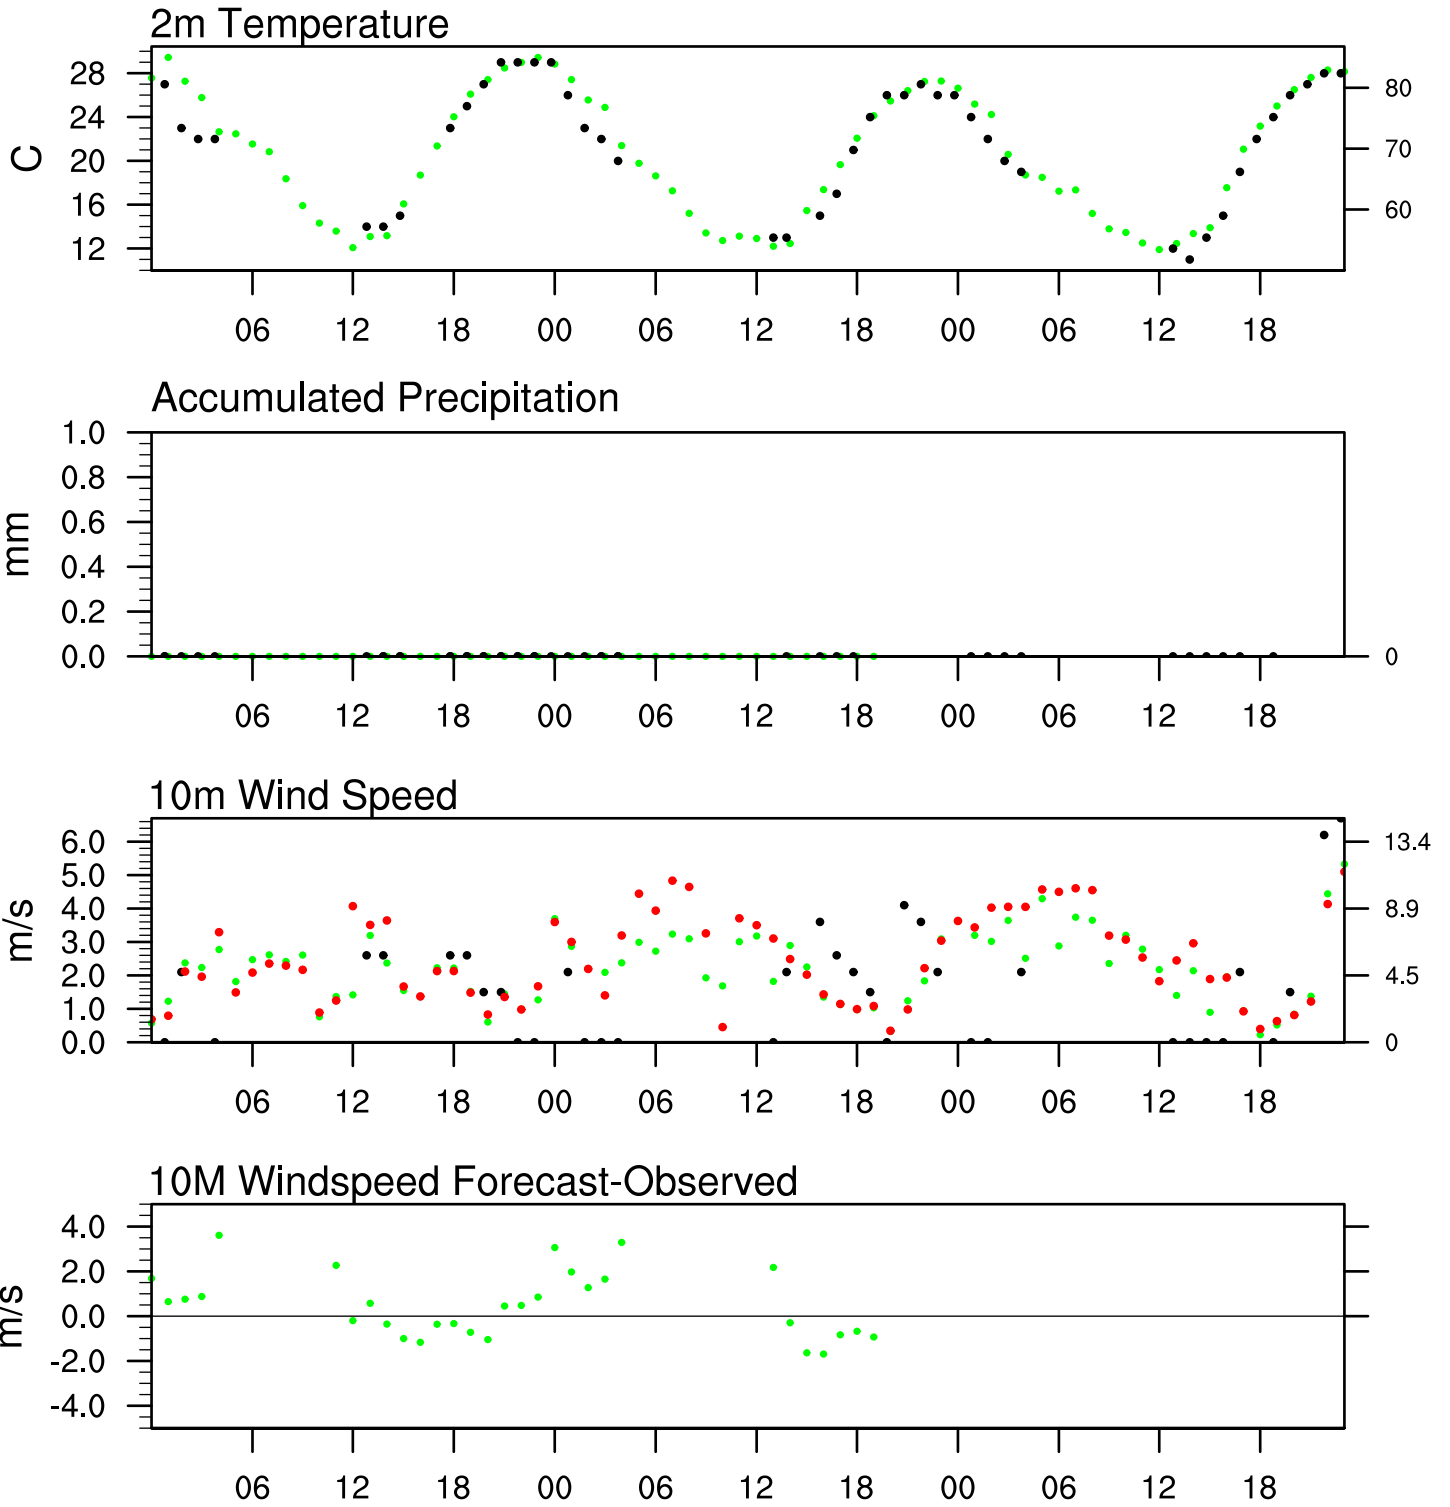 2m Temperature
C
28
24
20
16
12
80
70
60
06 12 18 00 06 12 18 00 06 12 18
Accumulated Precipitation
mm
1.0
0.8
0.6
0.4
0.2
0.0
0
06 12 18 00 06 12 18 00 06 12 18
10m Wind Speed
m/s
6.0
5.0
4.0
3.0
2.0
1.0
0.0
13.4
8.9
4.5
0
06 12 18 00 06 12 18 00 06 12 18
10M Windspeed Forecast-Observed
m/s
4.0
2.0
0.0
-2.0
-4.0
06 12 18 00 06 12 18 00 06 12 18